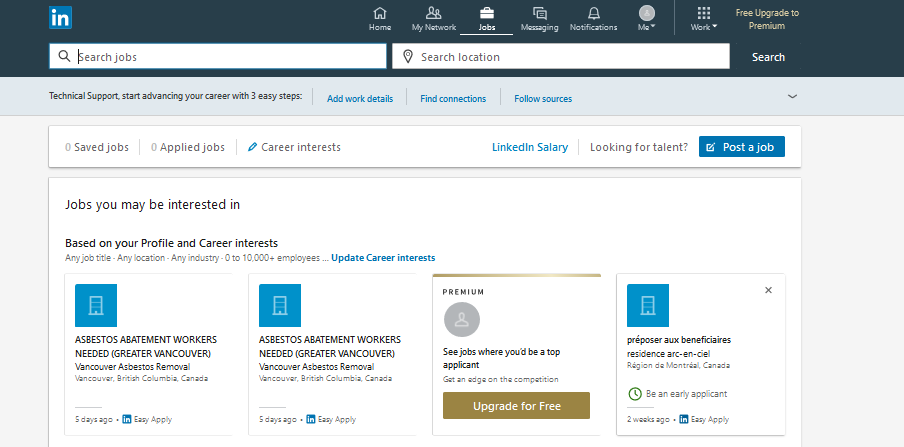 in
Home
My Network
Jobs
Messaging
Notifications
Me
Work
Free Upgrade to
Premium
Search jobs
Search location
Search
Technical Support, start advancing your career with 3 easy steps:
Add work details
Find connections
Follow sources
0 Saved jobs
0 Applied jobs
Career interests
LinkedIn Salary
Looking for talent?
Post a job
Jobs you may be interested in
Based on your Profile and Career interests
Any job title · Any location · Any industry · 0 to 10,000+ employees ... Update Career interests
ASBESTOS ABATEMENT WORKERS
NEEDED (GREATER VANCOUVER)
Vancouver Asbestos Removal
Vancouver, British Columbia, Canada
5 days ago • in Easy Apply
ASBESTOS ABATEMENT WORKERS
NEEDED (GREATER VANCOUVER)
Vancouver Asbestos Removal
Vancouver, British Columbia, Canada
5 days ago • in Easy Apply
PREMIUM
See jobs where you'd be a top
applicant
Get an edge on the competition
Upgrade for Free
préposer aux beneficiaires
residence arc-en-ciel
Région de Montréal, Canada
Be an early applicant
2 weeks ago • in Easy Apply